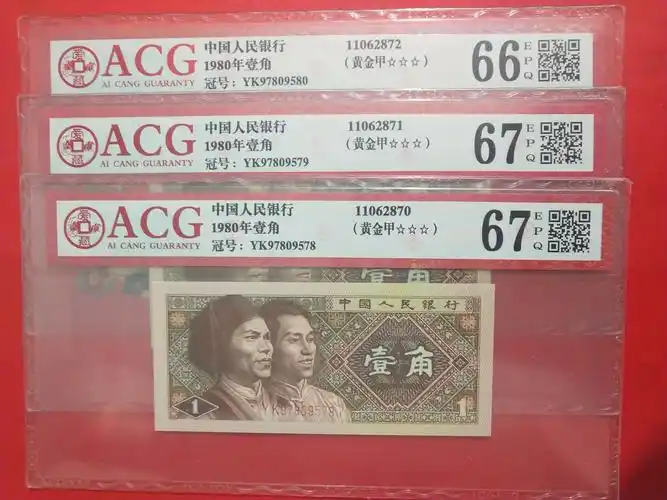 ACG
AI CANG GUARANTY
中国人民银行
1980年壹角
冠号: YK97809580
11062872
(黄金甲☆☆☆)
66
EPQ
ACG
AI CANG GUARANTY
中国人民银行
1980年壹角
冠号: YK97809579
11062871
(黄金甲☆☆☆)
67
EPQ
ACG
AI CANG GUARANTY
中国人民银行
1980年壹角
冠号: YK97809578
11062870
(黄金甲☆☆☆)
67
EPQ
壹角
中国人民银行
壹角
1
YK97809578
1